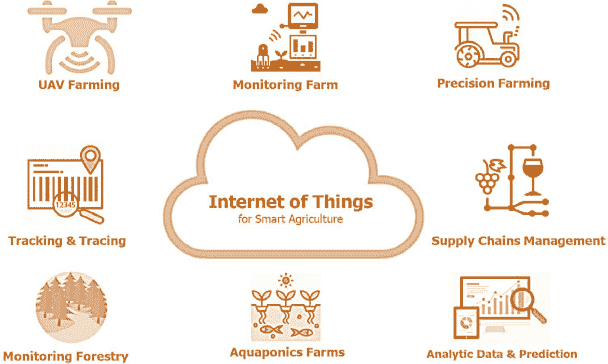 UAV Farming
Monitoring Farm
Precision Farming
Internet of Things
for Smart Agriculture
12345
Tracking & Tracing
Supply Chains Management
Monitoring Forestry
Aquaponics Farms
Analytic Data & Prediction